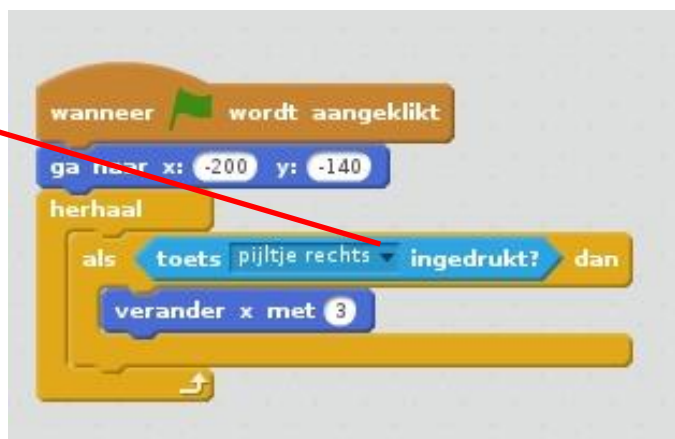 wanneer wordt aangeklikt
ga naar x: -200 y: -140
herhaal
als toets pijltje rechts ingedrukt? dan
verander x met 3